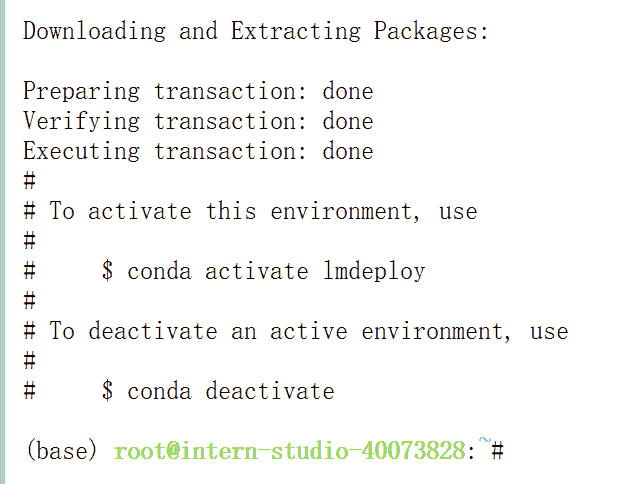 Downloading and Extracting Packages:
Preparing transaction: done
Verifying transaction: done
Executing transaction: done
#
# To activate this environment, use
#
#     $ conda activate lmdeploy
#
# To deactivate an active environment, use
#
#     $ conda deactivate
(base) root@intern-studio-40073828:~#